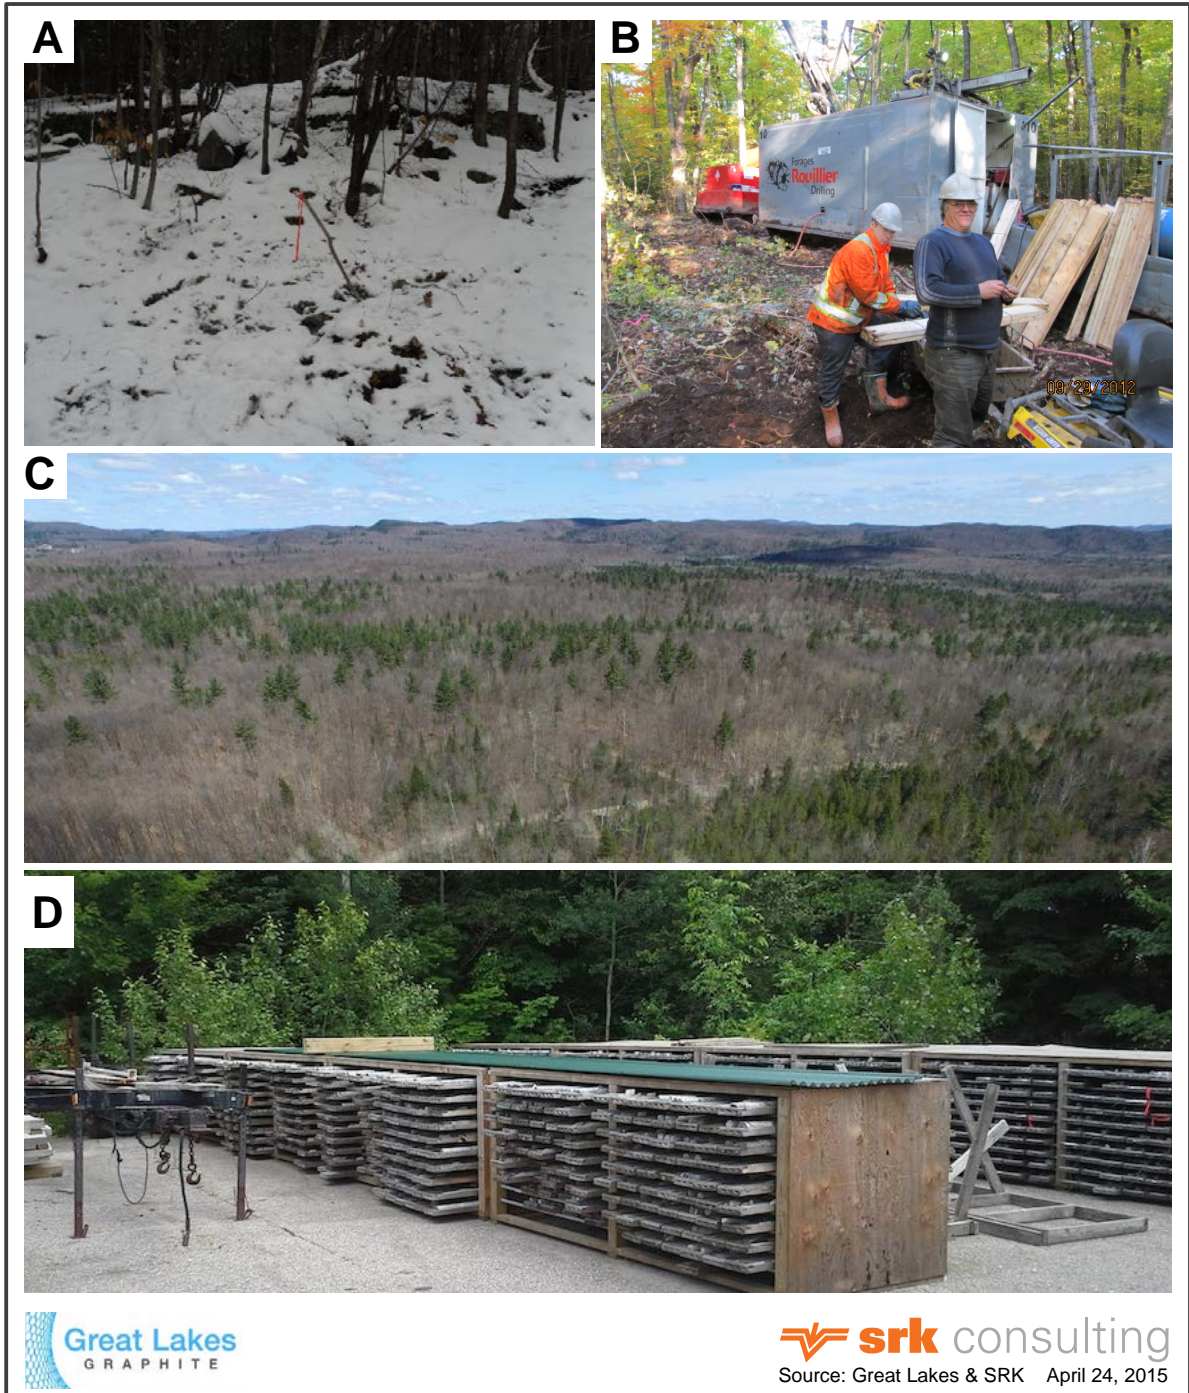 A
B
Forages
Rouillier
Drilling
09/29/2012
C
D
Great Lakes
GRAPHITE
srk consulting
Source: Great Lakes & SRK April 24, 2015